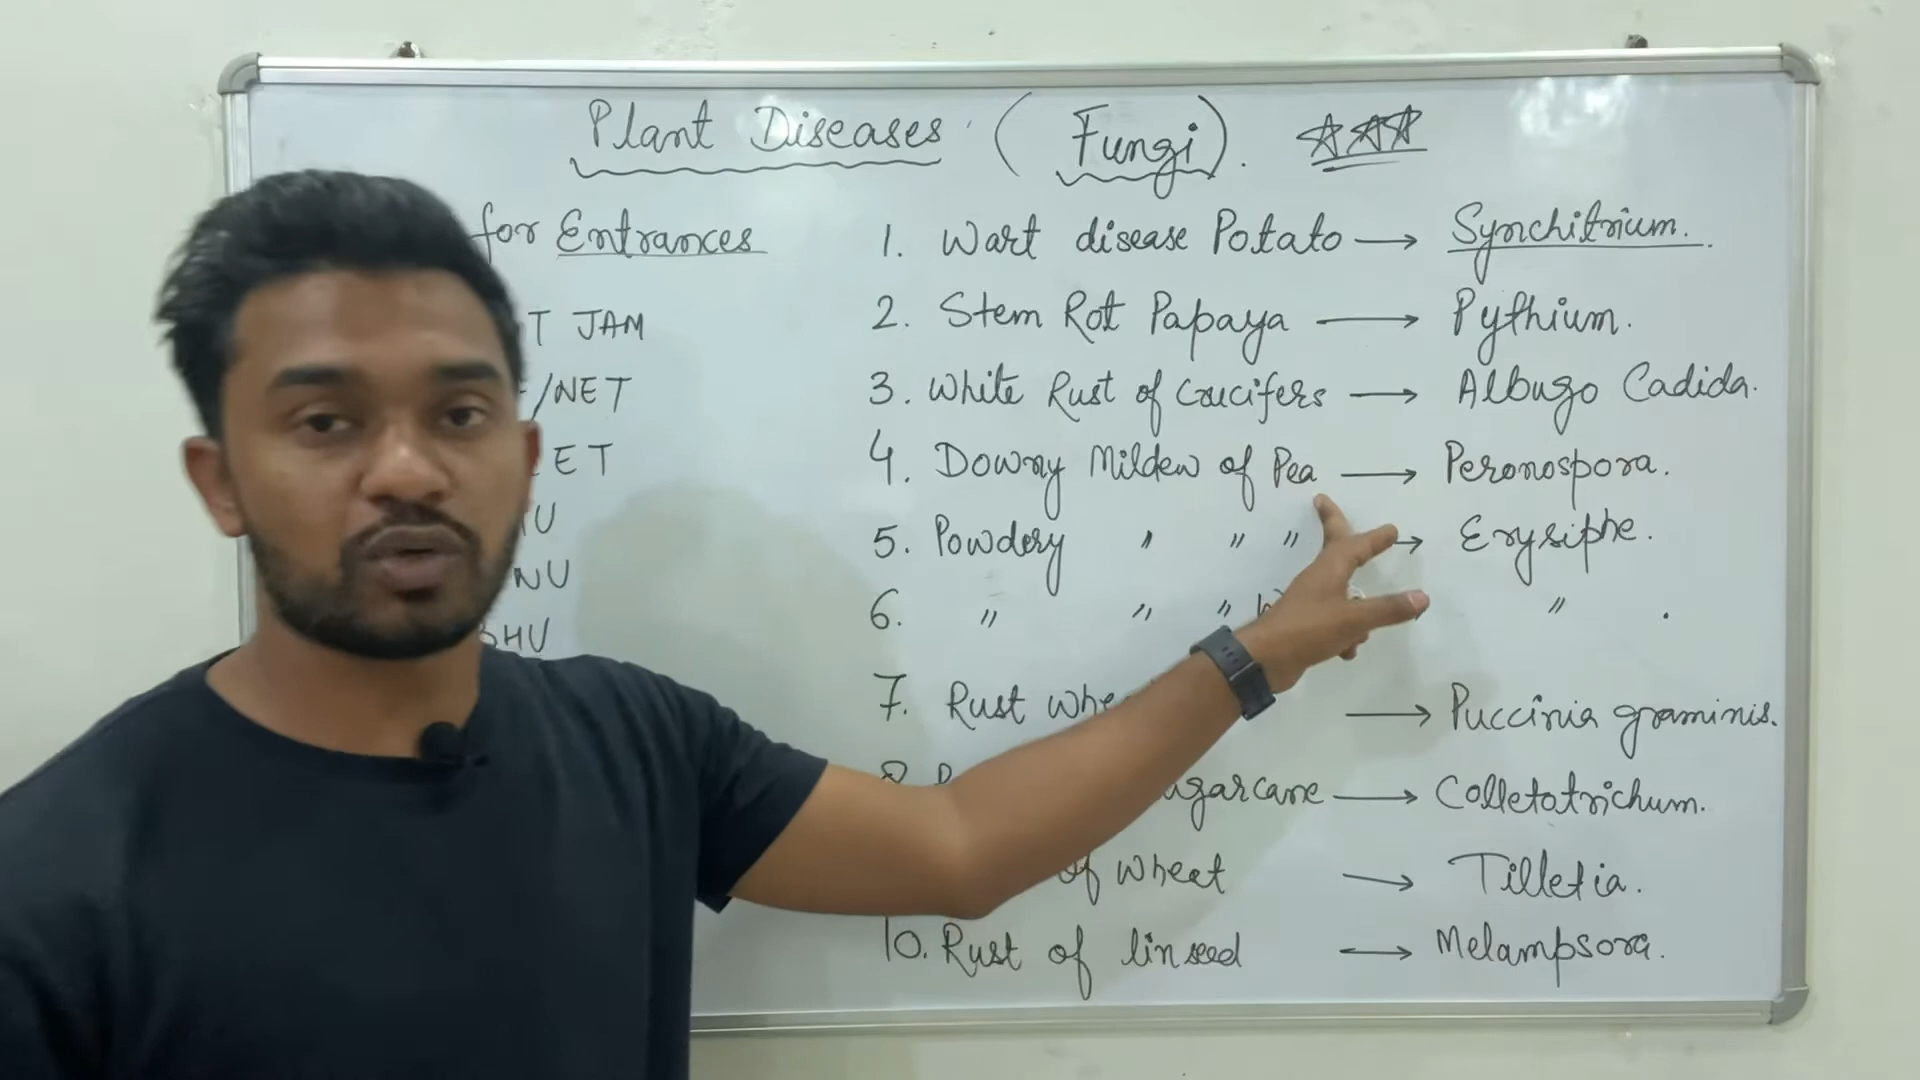 Plant Diseases (Fungi).
for Entrances
T JAM
/NET
ET
U
NU
BHU
1. Wart disease Potato → Synchitrium.
2. Stem Rot Papaya → Pythium.
3. White Rust of Crucifers → Albugo Cadida.
4. Downy Mildew of Pea → Peronospora.
5. Powdery " " " → Erysiphe.
6. " " " "
7. Rust Whe → Puccinia graminis.
8. ugarcane → Colletotrichum.
of wheat → Tilletia.
10. Rust of linseed → Melampsora.